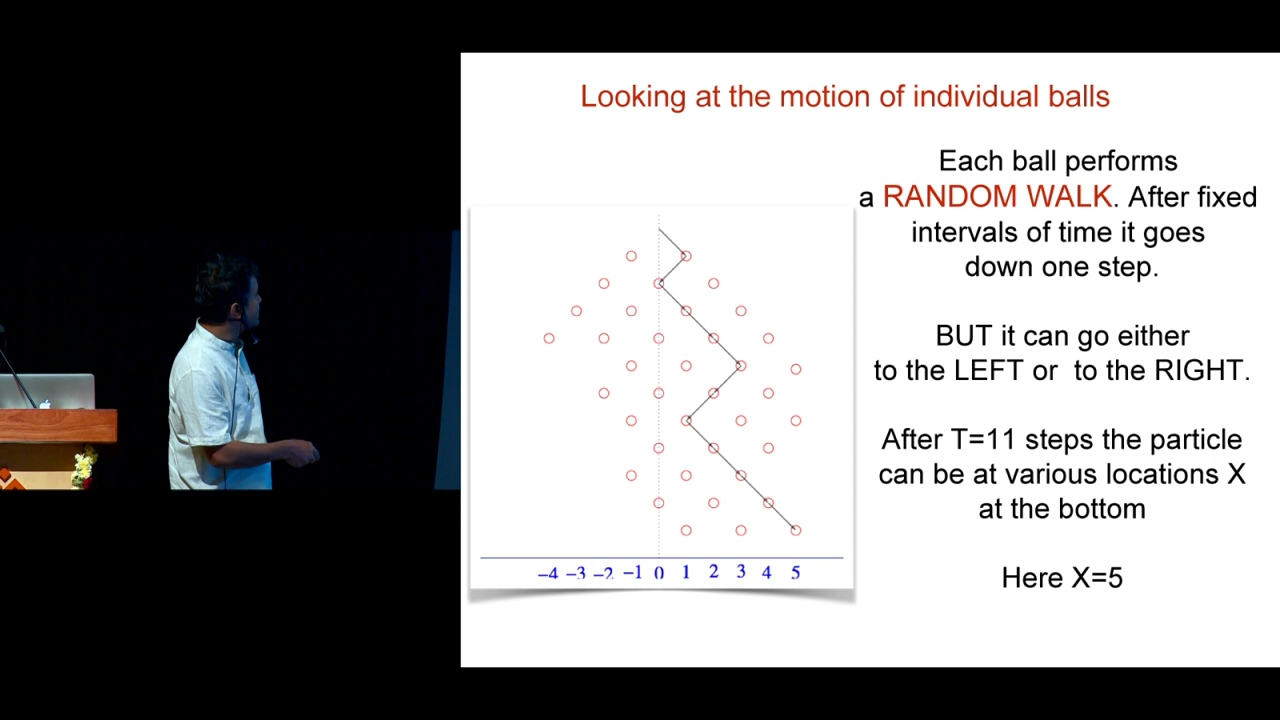 Looking at the motion of individual balls
Each ball performs
a RANDOM WALK. After fixed
intervals of time it goes
down one step.
BUT it can go either
to the LEFT or to the RIGHT.
After T=11 steps the particle
can be at various locations X
at the bottom
Here X=5
−4 −3 −2 −1 0 1 2 3 4 5